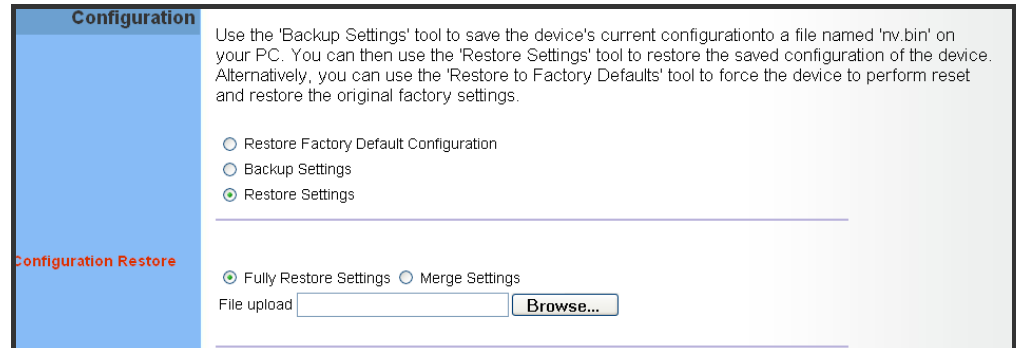 Configuration
Use the 'Backup Settings' tool to save the device's current configurationto a file named 'nv.bin' on
your PC. You can then use the 'Restore Settings' tool to restore the saved configuration of the device.
Alternatively, you can use the 'Restore to Factory Defaults' tool to force the device to perform reset
and restore the original factory settings.
Restore Factory Default Configuration
Backup Settings
Restore Settings
Configuration Restore
Fully Restore Settings Merge Settings
File upload Browse...